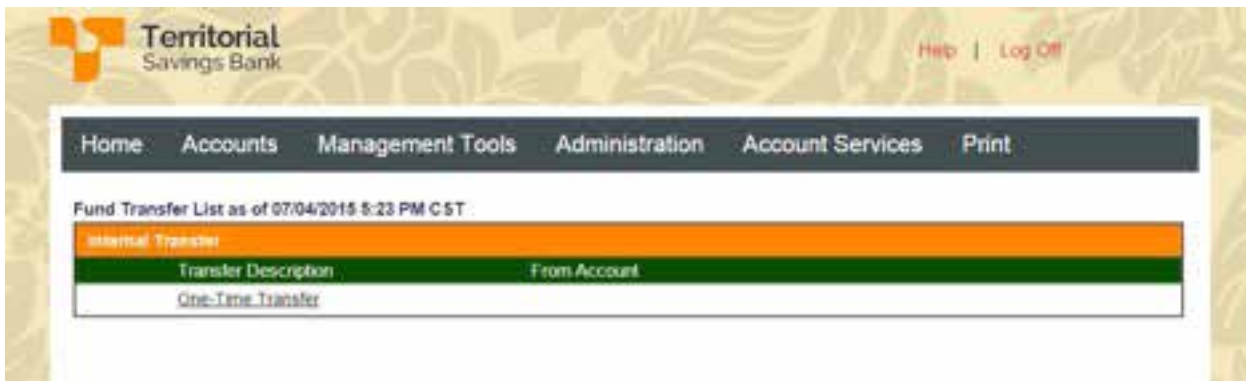 Territorial
Savings Bank
Help | Log Off
Home Accounts Management Tools Administration Account Services Print
Fund Transfer List as of 07/04/2015 5:23 PM CST
Internal Transfer
Transfer Description From Account
One-Time Transfer